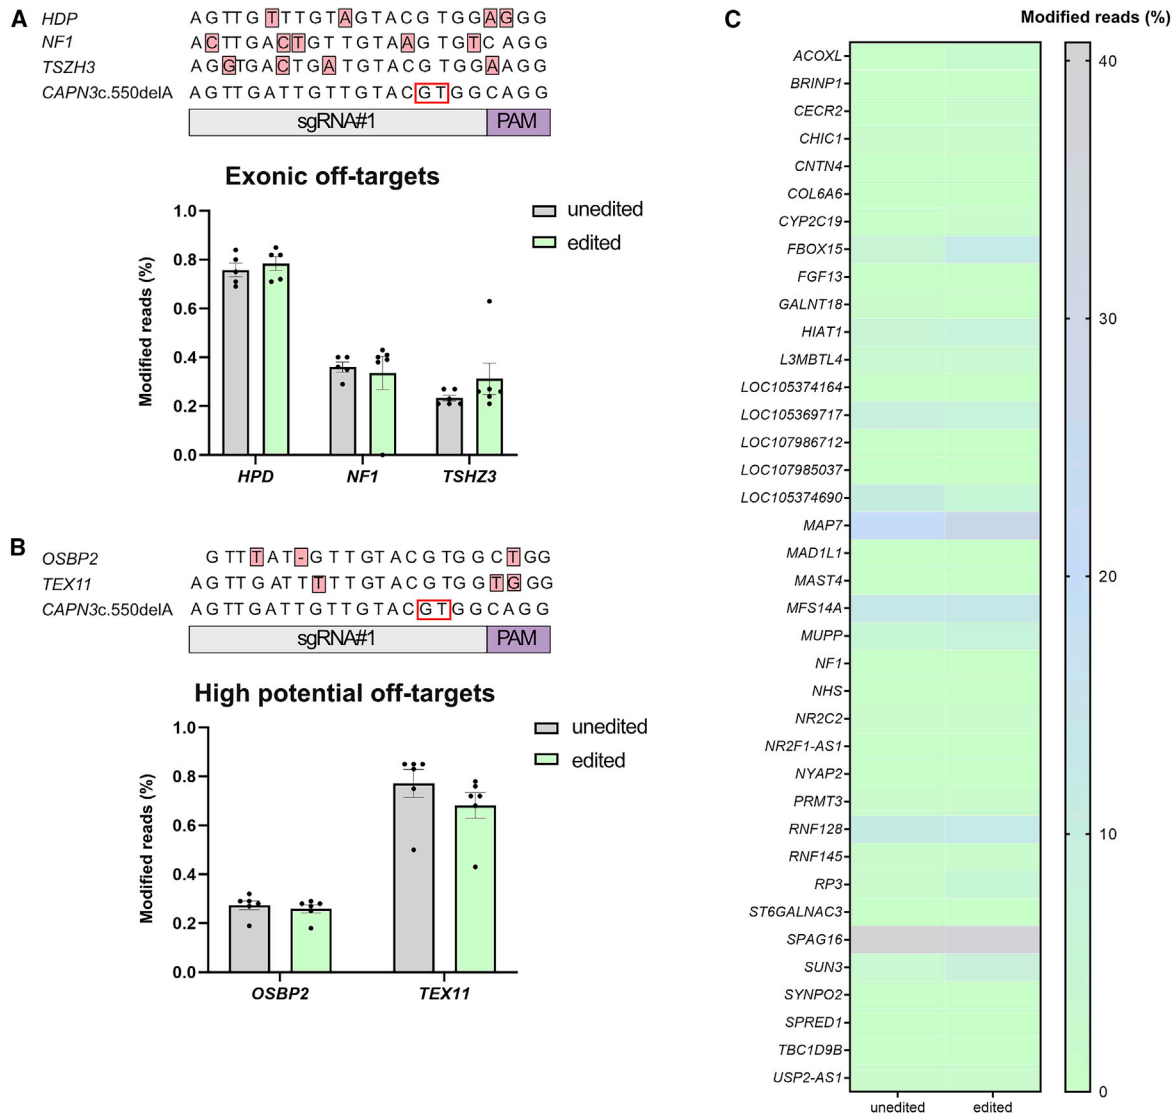 A
HDP AGTTGTTTGTAGTACGTGGAGGG
NF1 ACTTGACTGTTGTAAGTGTCAGG
TSZH3 AGGTGACTGATGTACGTGGAAGG
CAPN3c.550delA AGTTGATTGTTGTACGTGGCAGG
sgRNA#1 PAM
Exonic off-targets
unedited
edited
Modified reads (%)
1.0
0.8
0.6
0.4
0.2
0.0
HPD NF1 TSHZ3
B
OSBP2 GTTTAT-GTTGTACGTGGCTGG
TEX11 AGTTGATTTTTGTACGTGGTGGG
CAPN3c.550delA AGTTGATTGTTGTACGTGGCAGG
sgRNA#1 PAM
High potential off-targets
unedited
edited
Modified reads (%)
1.0
0.8
0.6
0.4
0.2
0.0
OSBP2 TEX11
C
Modified reads (%)
ACOXL
BRINP1
CECR2
CHIC1
CNTN4
COL6A6
CYP2C19
FBOX15
FGF13
GALNT18
HIAT1
L3MBTL4
LOC105374164
LOC105369717
LOC107986712
LOC107985037
LOC105374690
MAP7
MAD1L1
MAST4
MFS14A
MUPP
NF1
NHS
NR2C2
NR2F1-AS1
NYAP2
PRMT3
RNF128
RNF145
RP3
ST6GALNAC3
SPAG16
SUN3
SYNPO2
SPRED1
TBC1D9B
USP2-AS1
unedited edited
40
30
20
10
0